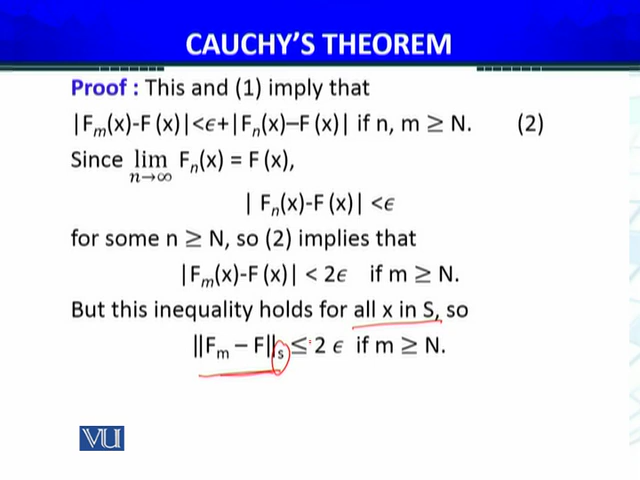 CAUCHY'S THEOREM
Proof : This and (1) imply that
|Fₘ(x)-F (x)|<ϵ+|Fₙ(x)–F (x)| if n, m ≥ N. (2)
Since lim Fₙ(x) = F (x),
n→∞
| Fₙ(x)-F (x)| <ϵ
for some n ≥ N, so (2) implies that
|Fₘ(x)-F (x)| < 2ϵ if m ≥ N.
But this inequality holds for all x in S, so
||Fₘ – F||ₛ ≤ 2 ϵ if m ≥ N.
VU